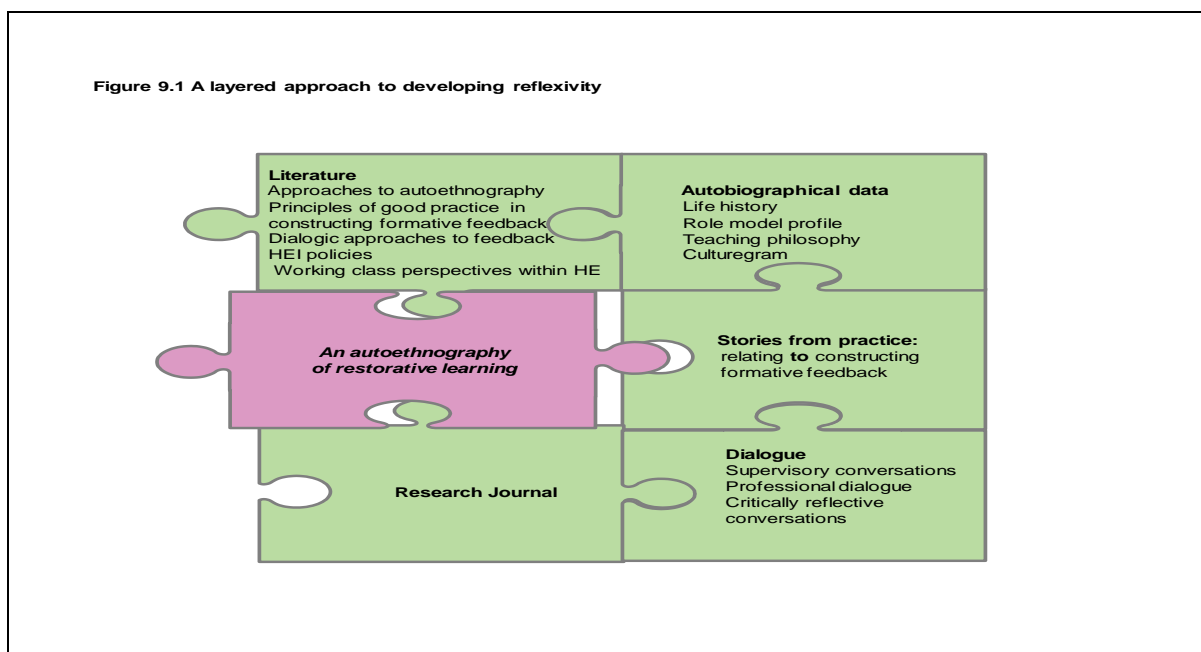 Figure 9.1 A layered approach to developing reflexivity
Literature
Approaches to autoethnography
Principles of good practice in
constructing formative feedback
Dialogic approaches to feedback
HEI policies
Working class perspectives within HE
Autobiographical data
Life history
Role model profile
Teaching philosophy
Culturegram
An autoethnography
of restorative learning
Stories from practice:
relating to constructing
formative feedback
Research Journal
Dialogue
Supervisory conversations
Professional dialogue
Critically reflective
conversations